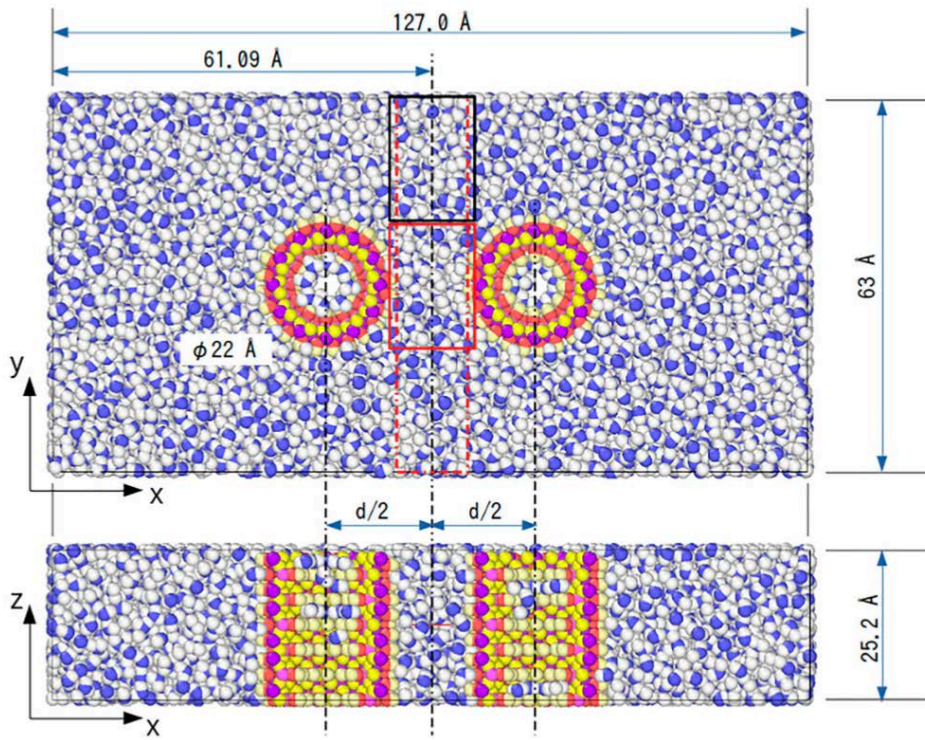 127.0 Å
61.09 Å
63 Å
ϕ22 Å
y
x
d/2
d/2
z
25.2 Å
x